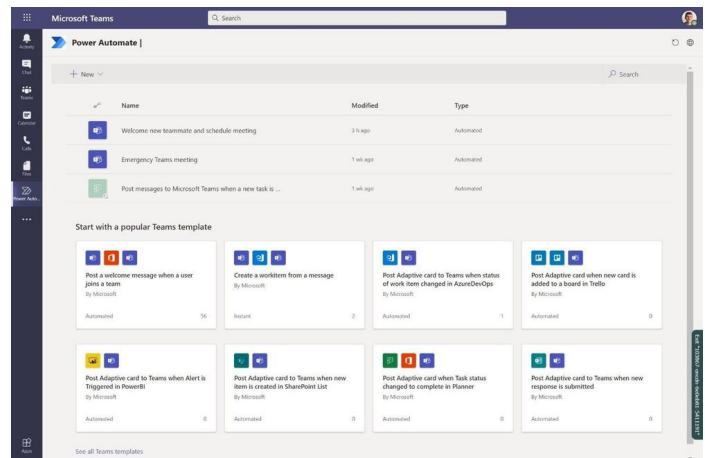 Microsoft Teams
Search
Activity
Chat
Teams
Calendar
Calls
Files
Power Auto...
Apps
Power Automate |
+ New
Search
Name Modified Type
Welcome new teammate and schedule meeting 3 h ago Automated
Emergency Teams meeting 1 wk ago Automated
Post messages to Microsoft Teams when a new task is ... 1 wk ago Automated
Start with a popular Teams template
Post a welcome message when a user
joins a team
By Microsoft
Automated 56
Create a workitem from a message
By Microsoft
Instant 2
Post Adaptive card to Teams when status
of work item changed in AzureDevOps
By Microsoft
Automated 1
Post Adaptive card when new card is
added to a board in Trello
By Microsoft
Automated 0
Post Adaptive card to Teams when Alert is
Triggered in PowerBI
By Microsoft
Automated 0
Post Adaptive card to Teams when new
item is created in SharePoint List
By Microsoft
Automated 0
Post Adaptive card when Task status
changed to complete in Planner
By Microsoft
Automated 0
Post Adaptive card to Teams when new
response is submitted
By Microsoft
Automated 0
See all Teams templates